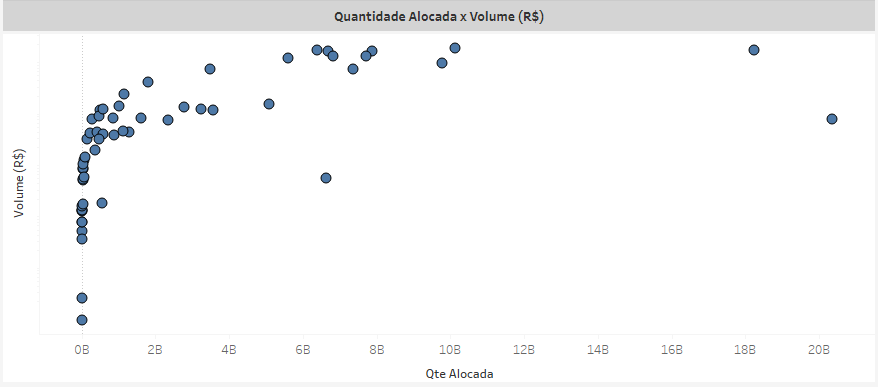 Quantidade Alocada x Volume (R$)
Volume (R$)
0B 2B 4B 6B 8B 10B 12B 14B 16B 18B 20B
Qte Alocada